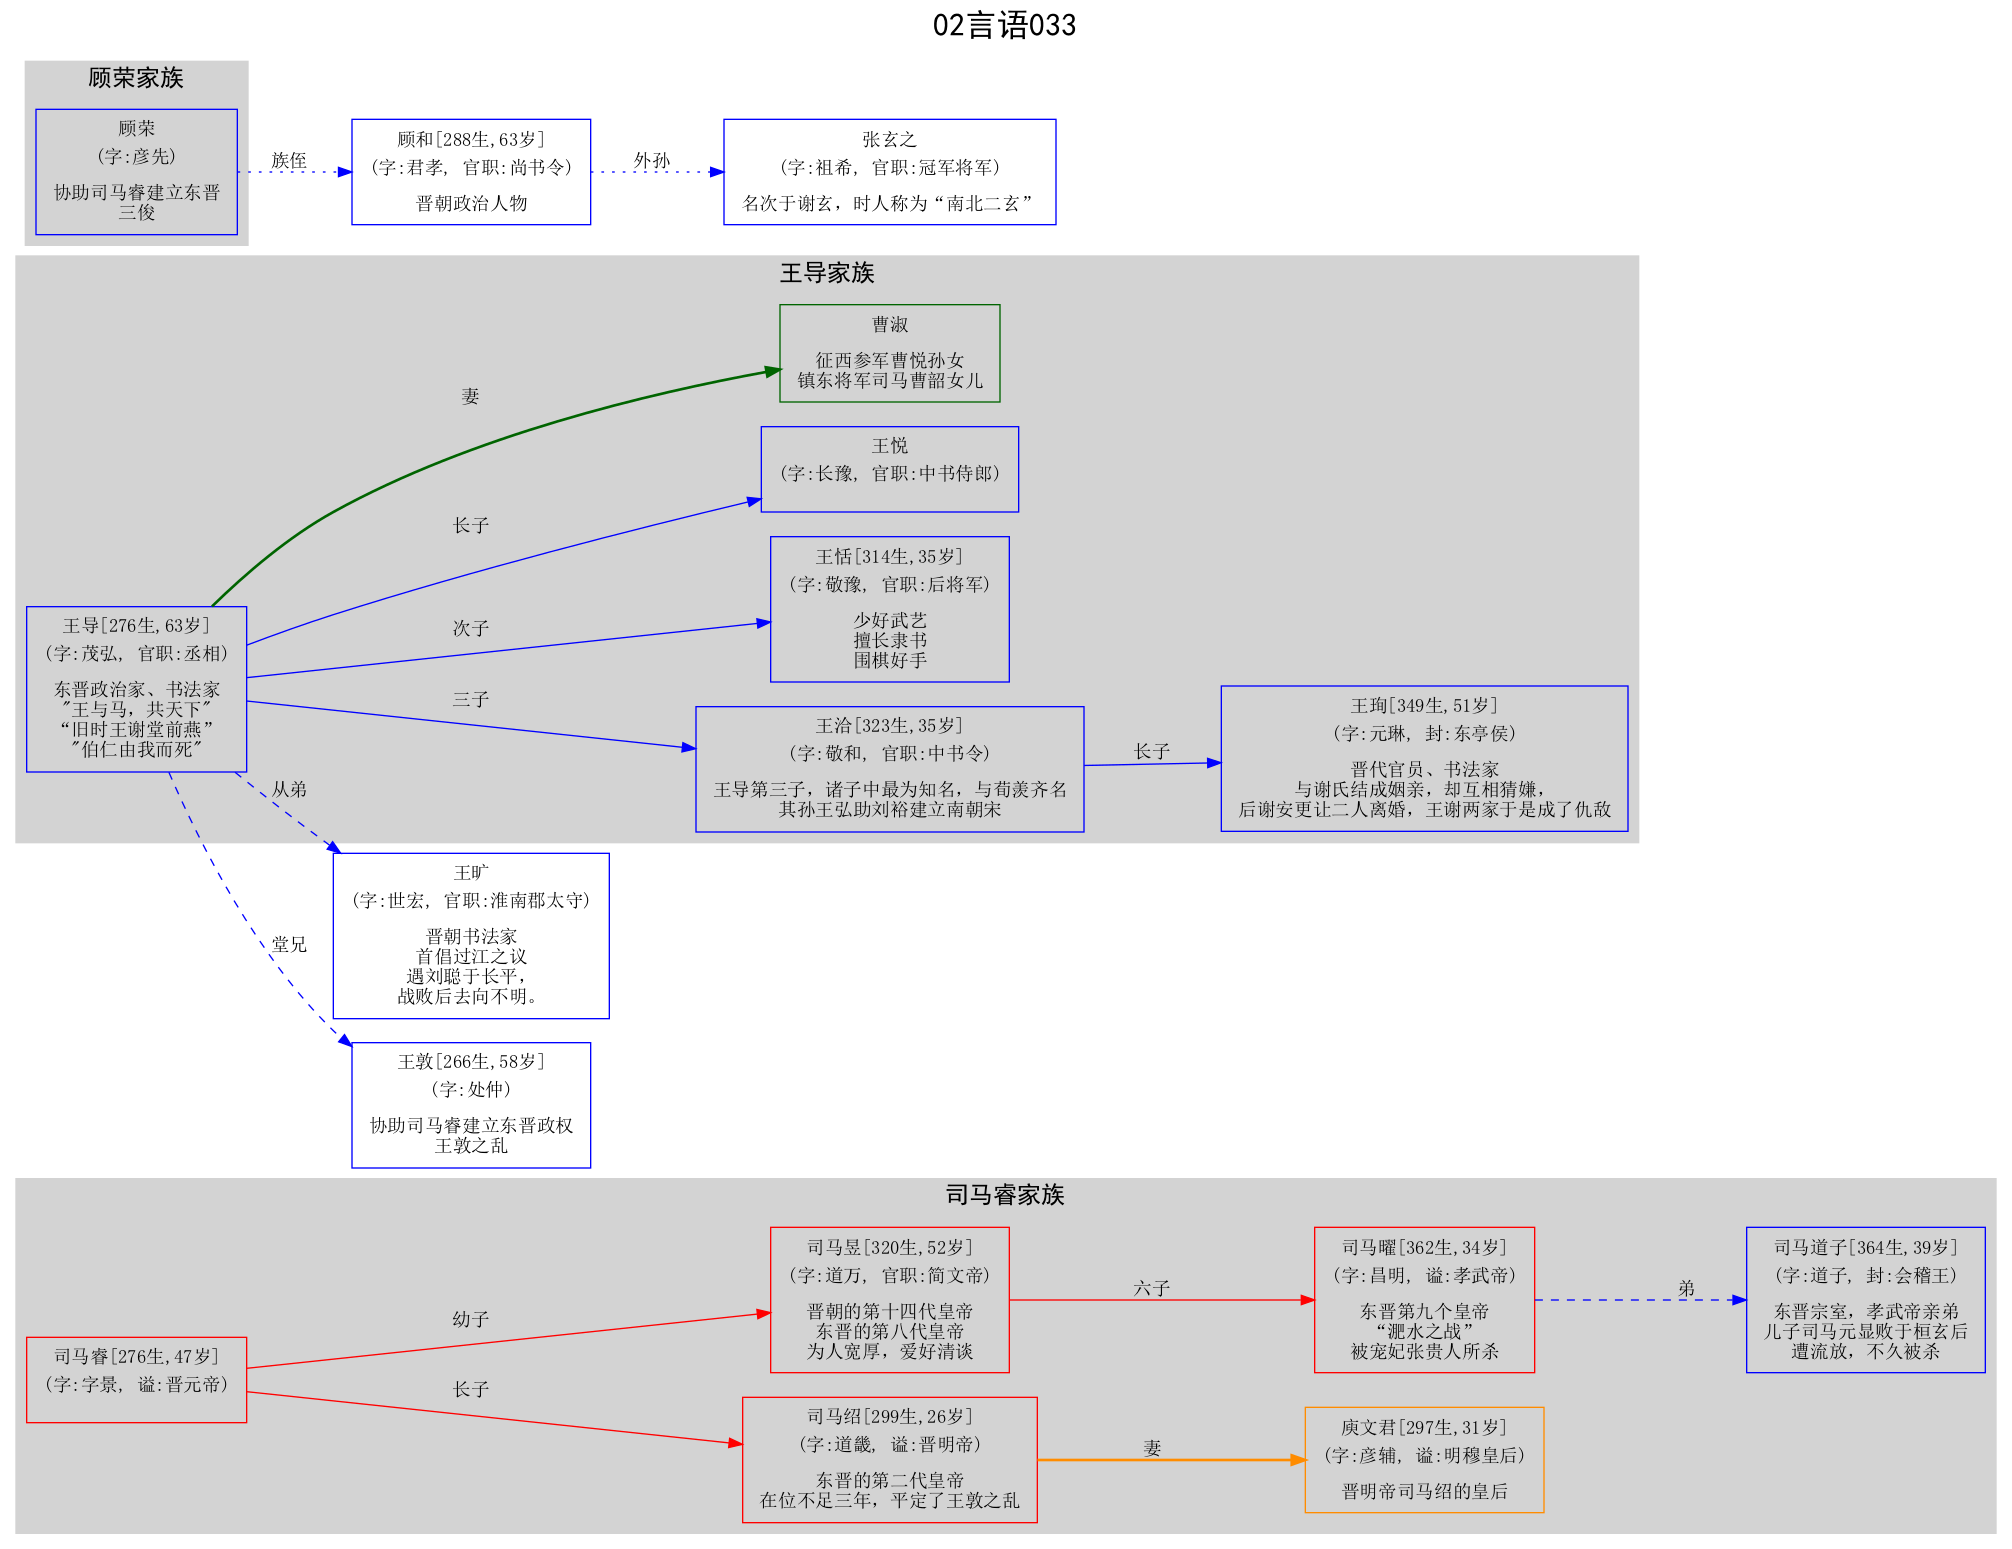 02言语033
顾荣家族
顾荣
(字:彦先)
协助司马睿建立东晋
三俊
族侄
顾和[288生,63岁]
(字:君孝, 官职:尚书令)
晋朝政治人物
外孙
张玄之
(字:祖希, 官职:冠军将军)
名次于谢玄，时人称为“南北二玄”
王导家族
曹淑
征西参军曹悦孙女
镇东将军司马曹韶女儿
妻
王悦
(字:长豫, 官职:中书侍郎)
长子
王恬[314生,35岁]
(字:敬豫, 官职:后将军)
少好武艺
擅长隶书
围棋好手
次子
王导[276生,63岁]
(字:茂弘, 官职:丞相)
东晋政治家、书法家
"王与马，共天下"
“旧时王谢堂前燕”
"伯仁由我而死"
三子
王洽[323生,35岁]
(字:敬和, 官职:中书令)
王导第三子，诸子中最为知名，与荀羡齐名
其孙王弘助刘裕建立南朝宋
长子
王珣[349生,51岁]
(字:元琳, 封:东亭侯)
晋代官员、书法家
与谢氏结成姻亲，却互相猜嫌，
后谢安更让二人离婚，王谢两家于是成了仇敌
从弟
王旷
(字:世宏, 官职:淮南郡太守)
晋朝书法家
首倡过江之议
遇刘聪于长平，
战败后去向不明。
堂兄
王敦[266生,58岁]
(字:处仲)
协助司马睿建立东晋政权
王敦之乱
司马睿家族
司马睿[276生,47岁]
(字:字景, 谥:晋元帝)
幼子
司马昱[320生,52岁]
(字:道万, 官职:简文帝)
晋朝的第十四代皇帝
东晋的第八代皇帝
为人宽厚，爱好清谈
六子
司马曜[362生,34岁]
(字:昌明, 谥:孝武帝)
东晋第九个皇帝
“淝水之战”
被宠妃张贵人所杀
弟
司马道子[364生,39岁]
(字:道子, 封:会稽王)
东晋宗室，孝武帝亲弟
儿子司马元显败于桓玄后
遭流放，不久被杀
长子
司马绍[299生,26岁]
(字:道畿, 谥:晋明帝)
东晋的第二代皇帝
在位不足三年，平定了王敦之乱
妻
庾文君[297生,31岁]
(字:彦辅, 谥:明穆皇后)
晋明帝司马绍的皇后